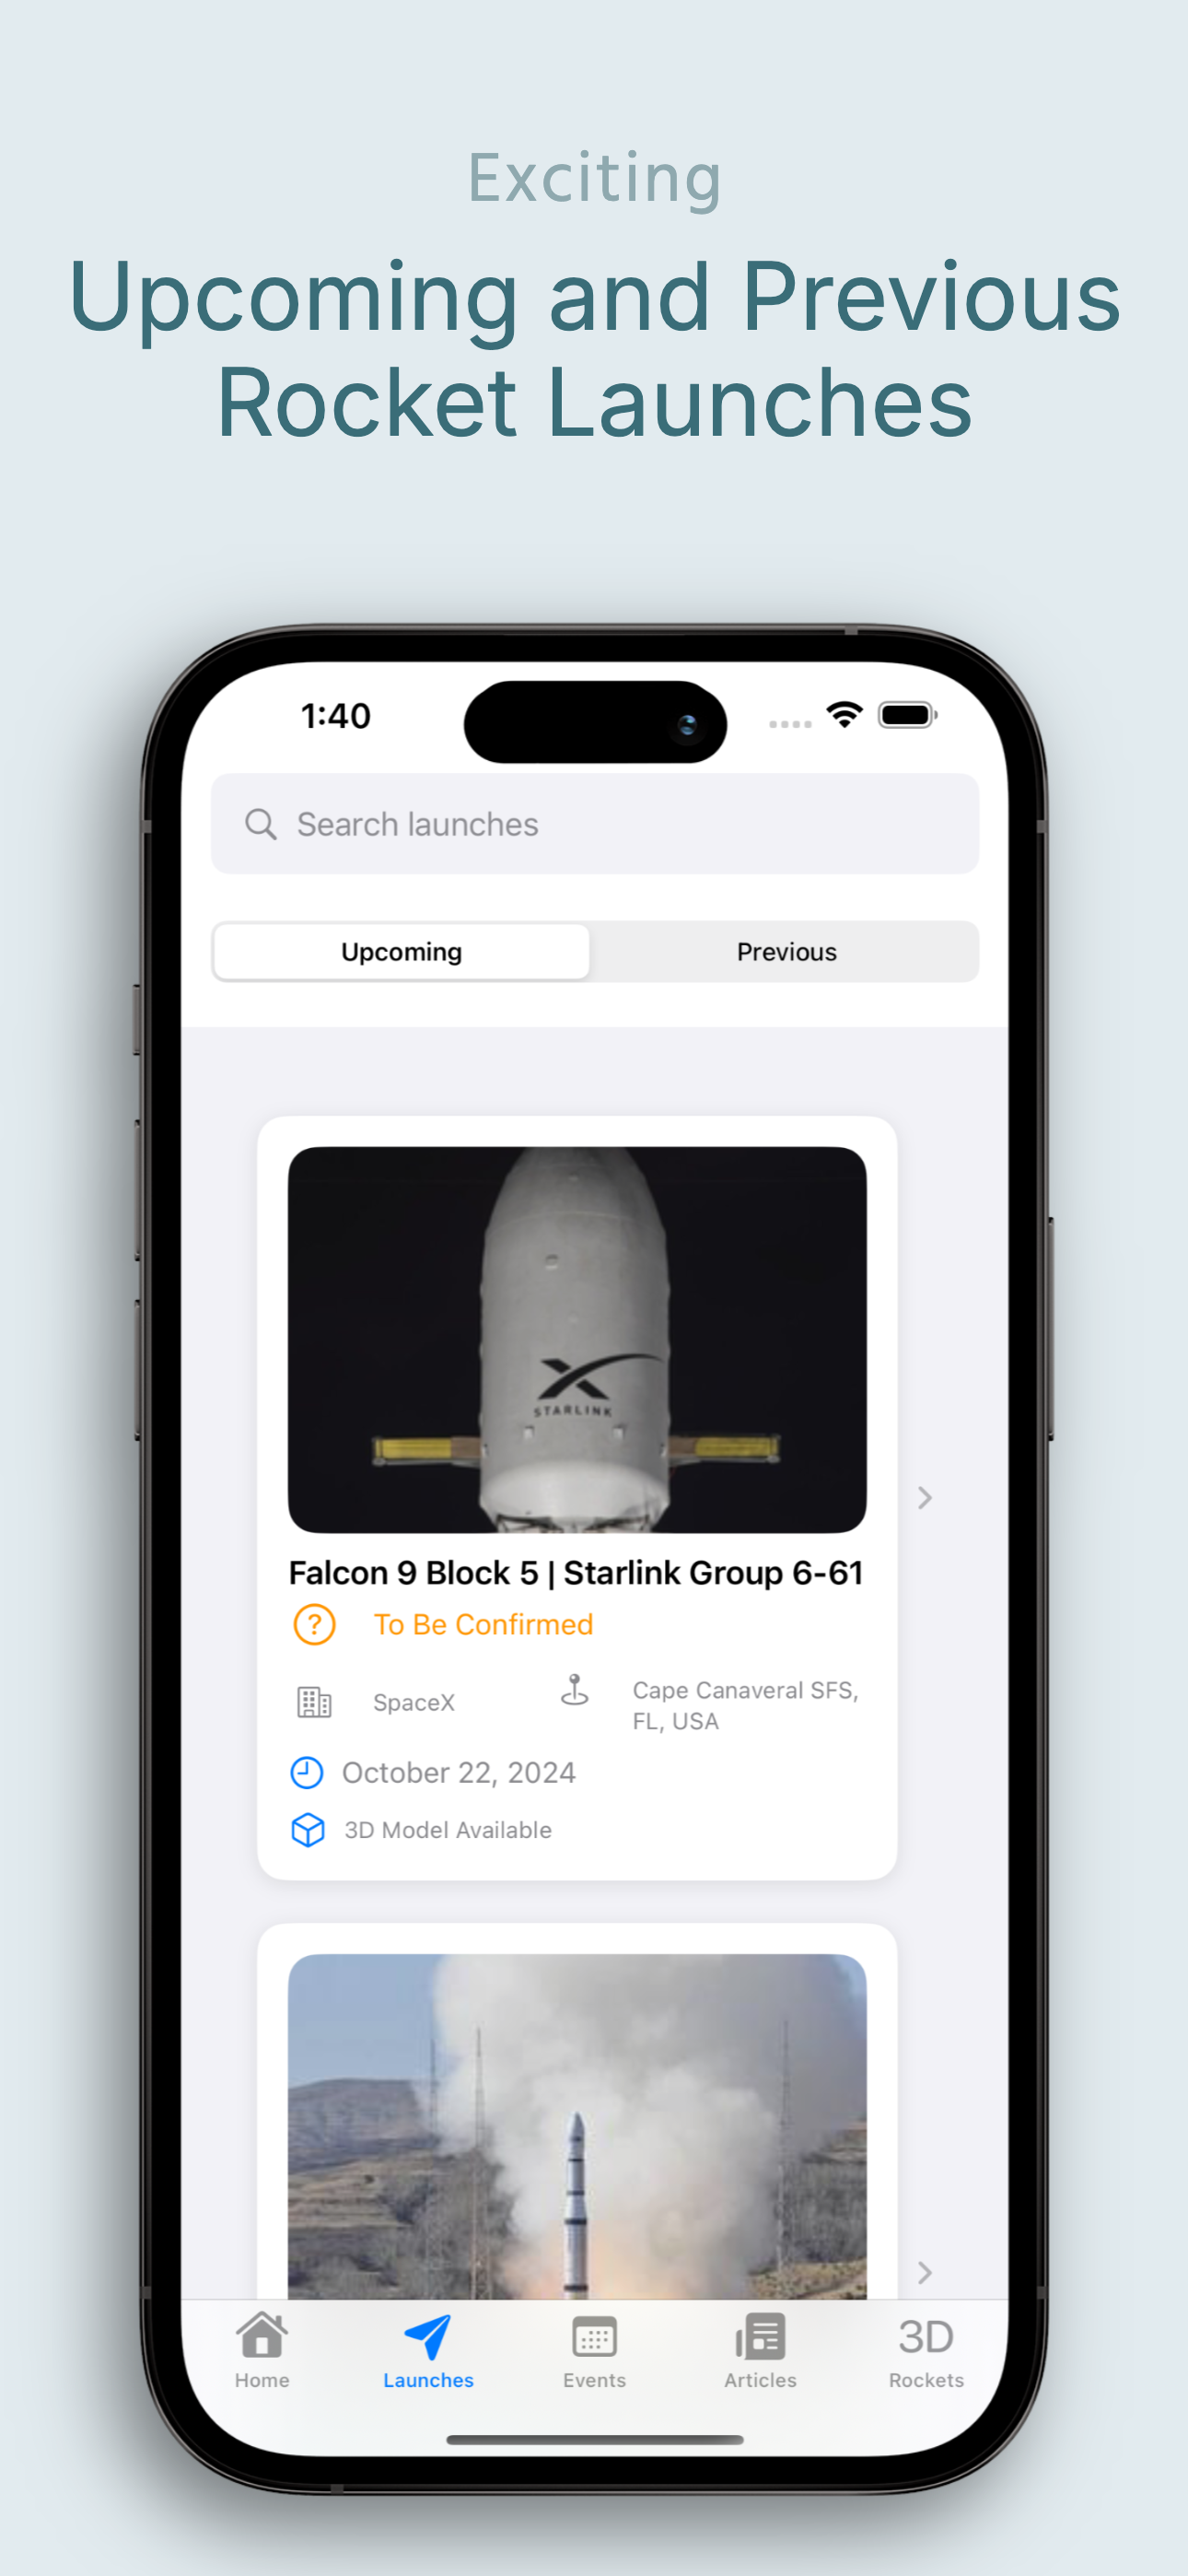 Exciting
Upcoming and Previous
Rocket Launches
1:40
Search launches
Upcoming
Previous
STARLINK
Falcon 9 Block 5 | Starlink Group 6-61
To Be Confirmed
SpaceX
Cape Canaveral SFS,
FL, USA
October 22, 2024
3D Model Available
3D
Home
Launches
Events
Articles
Rockets